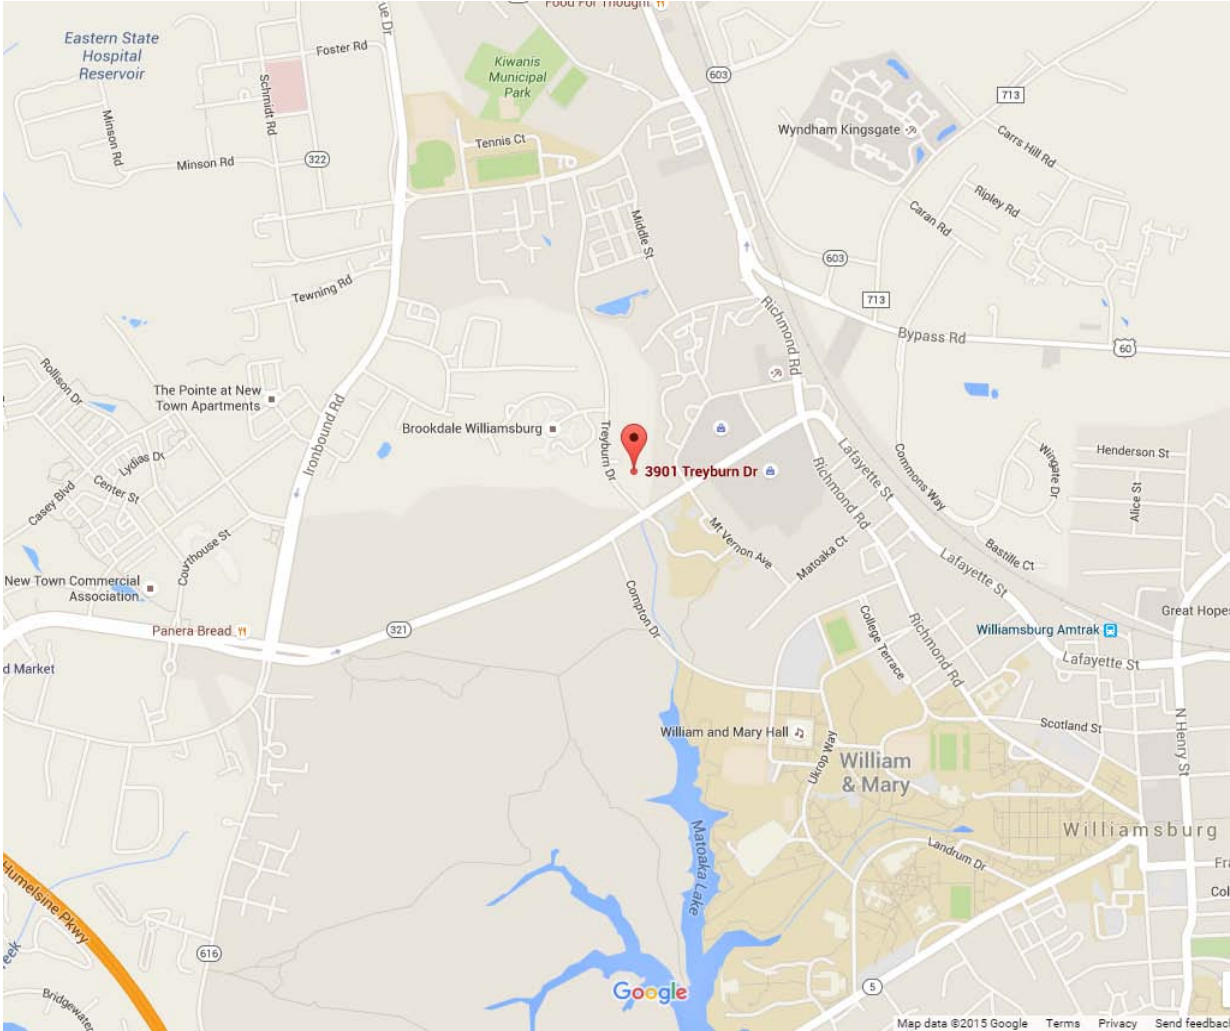 Food For Thought
Eastern State
Hospital
Reservoir
Foster Rd
ue Dr
Kiwanis
Municipal
Park
603
713
Schmidt Rd
Wyndham Kingsgate
Carrs Hill Rd
Minson Rd
Minson Rd
322
Tennis Ct
Ripley Rd
Caran Rd
Middle St
603
Tewning Rd
713
Richmond Rd
Bypass Rd
60
Rollison Dr
The Pointe at New
Town Apartments
Ironbound Rd
Brookdale Williamsburg
Treyburn Dr
3901 Treyburn Dr
Lafayette St
Commons Way
Wingate Dr
Henderson St
Alice St
Lydias Dr
Center St
Casey Blvd
Courthouse St
Richmond Rd
Mt Vernon Ave
Matoaka Ct
Bastille Ct
Lafayette St
New Town Commercial
Association
Compton Dr
College Terrace
Great Hopes
Panera Bread
321
Richmond Rd
Williamsburg Amtrak
Lafayette St
d Market
Scotland St
N Henry St
William and Mary Hall
Ukrop Way
William
& Mary
Williamsburg
Matoaka Lake
Landrum Dr
Fra
Humelsine Pkwy
Col
eek
616
5
Bridgewater
Google
Map data ©2015 Google Terms Privacy Send feedback